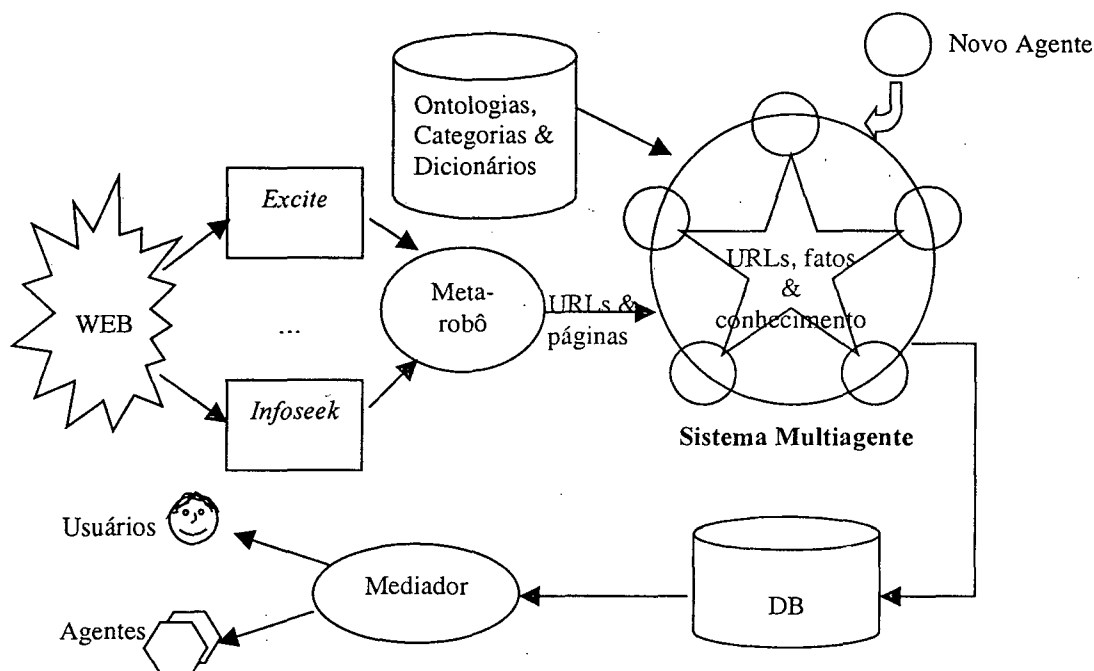 Novo Agente
Ontologias,
Categorias &
Dicionários
Excite
WEB
...
Meta-
robô
URLs &
páginas
URLs, fatos
&
conhecimento
Infoseek
Sistema Multiagente
Usuários
Mediador
DB
Agentes